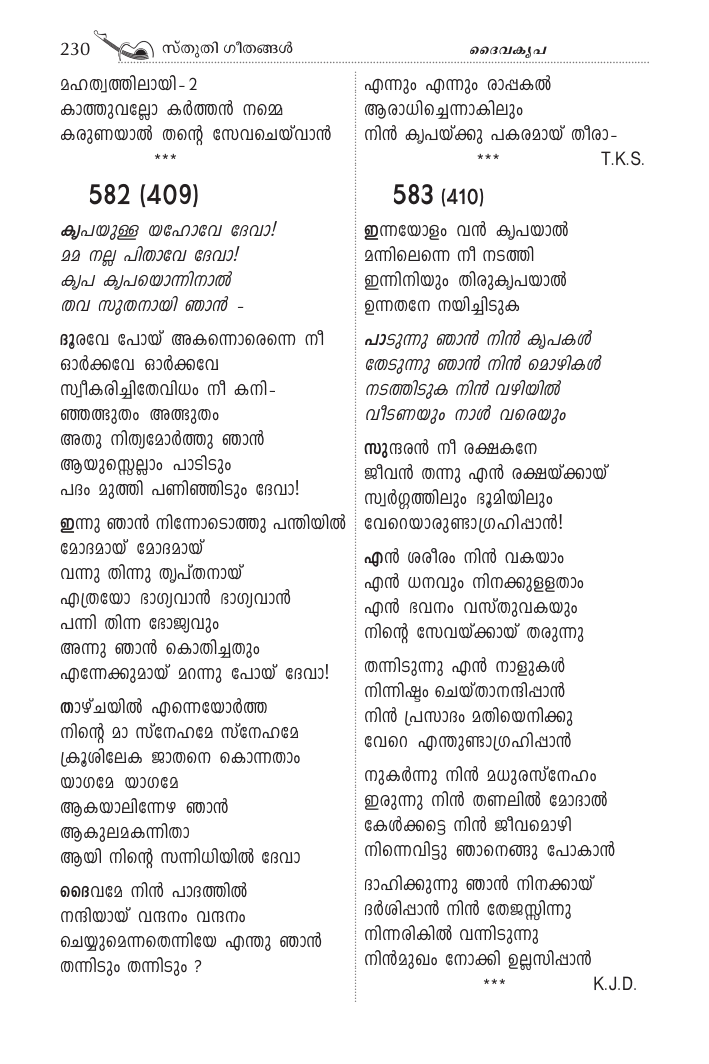 230 സ്തുതി ഗീതങ്ങൾ
ദൈവകൃപ
മഹത്വത്തിലായി - 2
കാത്തുവല്ലോ കർത്തൻ നമ്മെ
കരുണയാൽ തന്റെ സേവചെയ്‌വാൻ
***
582 (409)
കൃപയുള്ള യഹോവേ ദേവാ!
മമ നല്ല പിതാവേ ദേവാ!
കൃപ കൃപയൊന്നിനാൽ
തവ സുതനായി ഞാൻ -
ദൂരവേ പോയ് അകന്നൊരെന്നെ നീ
ഓർക്കവേ ഓർക്കവേ
സ്വീകരിച്ചിതേവിധം നീ കനി-
ഞ്ഞത്ഭുതം അത്ഭുതം
അതു നിത്യമോർത്തു ഞാൻ
ആയുസ്സെല്ലാം പാടിടും
പദം മുത്തി പണിഞ്ഞിടും ദേവാ!
ഇന്നു ഞാൻ നിന്നോടൊത്തു പന്തിയിൽ
മോദമായ് മോദമായ്
വന്നു തിന്നു തൃപ്തനായ്
എത്രയോ ഭാഗ്യവാൻ ഭാഗ്യവാൻ
പന്നി തിന്ന ഭോജ്യവും
അന്നു ഞാൻ കൊതിച്ചതും
എന്നേക്കുമായ് മറന്നു പോയ് ദേവാ!
താഴ്ചയിൽ എന്നെയോർത്ത
നിന്റെ മാ സ്നേഹമേ സ്നേഹമേ
ക്രൂശിലേക ജാതനെ കൊന്നതാം
യാഗമേ യാഗമേ
ആകയാലിന്നേഴ ഞാൻ
ആകുലമകന്നിതാ
ആയി നിന്റെ സന്നിധിയിൽ ദേവാ
ദൈവമേ നിൻ പാദത്തിൽ
നന്ദിയായ് വന്ദനം വന്ദനം
ചെയ്യുമെന്നതെന്നിയേ എന്തു ഞാൻ
തന്നിടും തന്നിടും ?
എന്നും എന്നും രാപ്പകൽ
ആരാധിച്ചെന്നാകിലും
നിൻ കൃപയ്ക്കു പകരമായ് തീരാ-
*** T.K.S.
583 (410)
ഇന്നയോളം വൻ കൃപയാൽ
മന്നിലെന്നെ നീ നടത്തി
ഇന്നിനിയും തിരുകൃപയാൽ
ഉന്നതനേ നയിച്ചിടുക
പാടുന്നു ഞാൻ നിൻ കൃപകൾ
തേടുന്നു ഞാൻ നിൻ മൊഴികൾ
നടത്തിടുക നിൻ വഴിയിൽ
വീടണയും നാൾ വരെയും
സുന്ദരൻ നീ രക്ഷകനേ
ജീവൻ തന്നു എൻ രക്ഷയ്ക്കായ്
സ്വർഗ്ഗത്തിലും ഭൂമിയിലും
വേറെയാരുണ്ടാഗ്രഹിപ്പാൻ!
എൻ ശരീരം നിൻ വകയാം
എൻ ധനവും നിനക്കുളളതാം
എൻ ഭവനം വസ്തുവകയും
നിന്റെ സേവയ്ക്കായ് തരുന്നു
തന്നിടുന്നു എൻ നാളുകൾ
നിന്നിഷ്ടം ചെയ്താനന്ദിപ്പാൻ
നിൻ പ്രസാദം മതിയെനിക്കു
വേറെ എന്തുണ്ടാഗ്രഹിപ്പാൻ
നുകർന്നു നിൻ മധുരസ്നേഹം
ഇരുന്നു നിൻ തണലിൽ മോദാൽ
കേൾക്കട്ടെ നിൻ ജീവമൊഴി
നിന്നെവിട്ടു ഞാനെങ്ങു പോകാൻ
ദാഹിക്കുന്നു ഞാൻ നിനക്കായ്
ദർശിപ്പാൻ നിൻ തേജസ്സിന്നു
നിന്നരികിൽ വന്നിടുന്നു
നിൻമുഖം നോക്കി ഉല്ലസിപ്പാൻ
*** K.J.D.